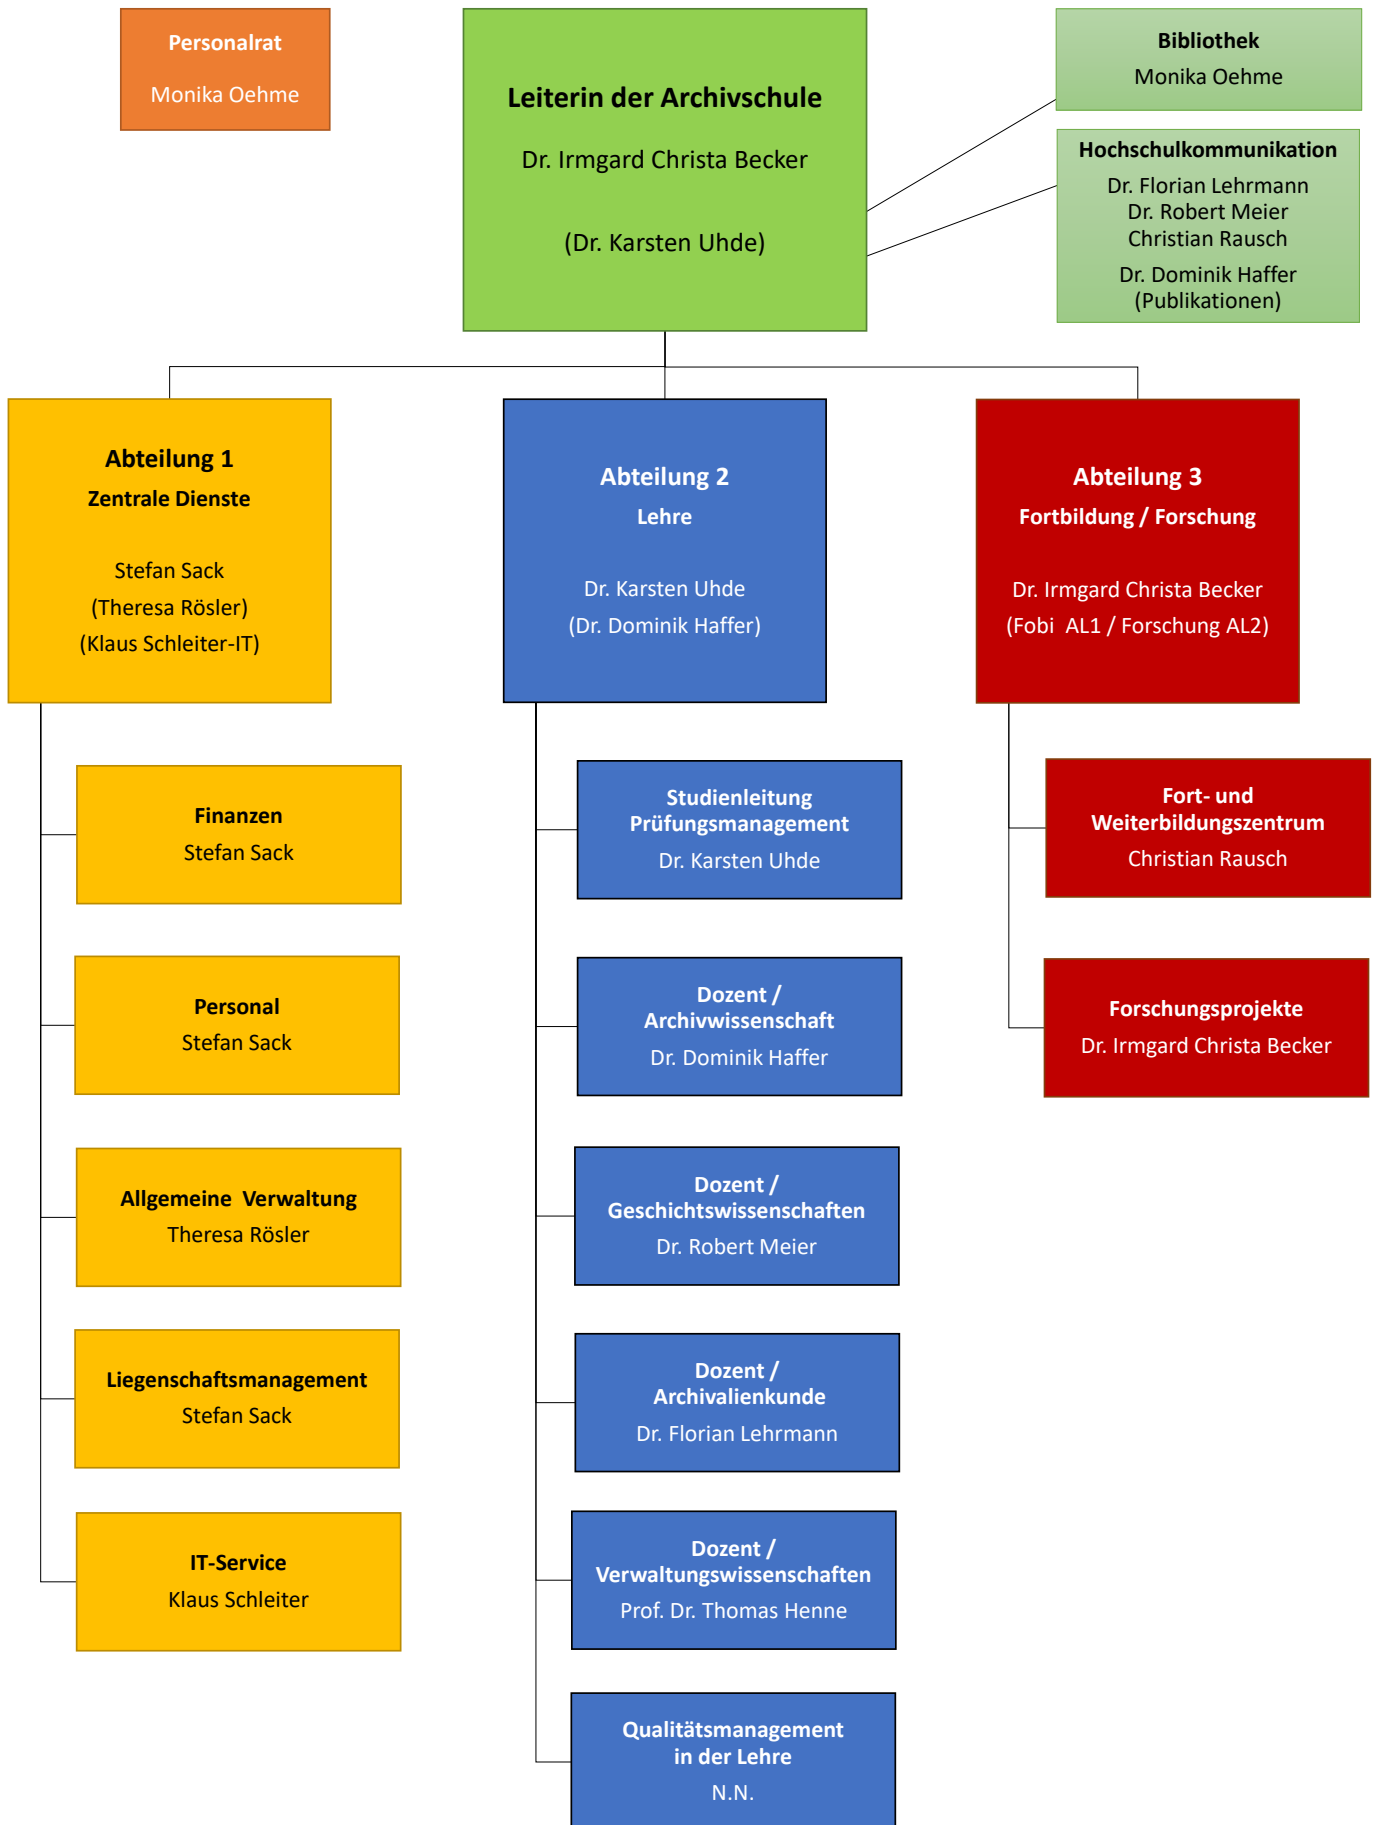 Personalrat
Monika Oehme
Leiterin der Archivschule
Dr. Irmgard Christa Becker
(Dr. Karsten Uhde)
Bibliothek
Monika Oehme
Hochschulkommunikation
Dr. Florian Lehrmann
Dr. Robert Meier
Christian Rausch
Dr. Dominik Haffer
(Publikationen)
Abteilung 1
Zentrale Dienste
Stefan Sack
(Theresa Rösler)
(Klaus Schleiter-IT)
Abteilung 2
Lehre
Dr. Karsten Uhde
(Dr. Dominik Haffer)
Abteilung 3
Fortbildung / Forschung
Dr. Irmgard Christa Becker
(Fobi AL1 / Forschung AL2)
Finanzen
Stefan Sack
Personal
Stefan Sack
Allgemeine Verwaltung
Theresa Rösler
Liegenschaftsmanagement
Stefan Sack
IT-Service
Klaus Schleiter
Studienleitung
Prüfungsmanagement
Dr. Karsten Uhde
Dozent /
Archivwissenschaft
Dr. Dominik Haffer
Dozent /
Geschichtswissenschaften
Dr. Robert Meier
Dozent /
Archivalienkunde
Dr. Florian Lehrmann
Dozent /
Verwaltungswissenschaften
Prof. Dr. Thomas Henne
Qualitätsmanagement
in der Lehre
N.N.
Fort- und
Weiterbildungszentrum
Christian Rausch
Forschungsprojekte
Dr. Irmgard Christa Becker